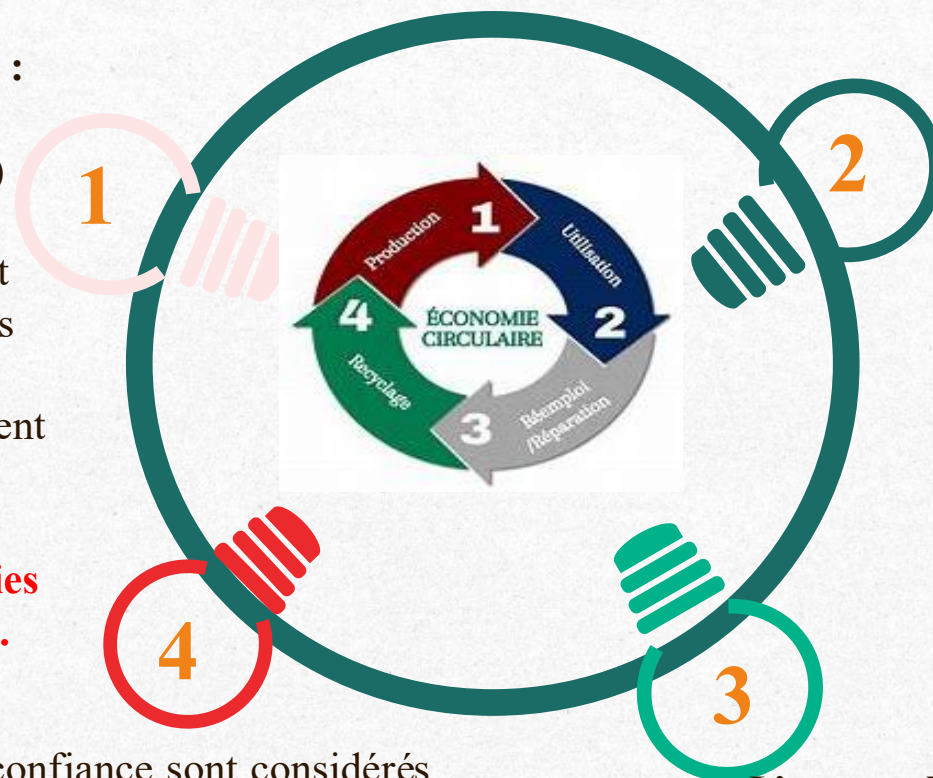 :
1
2
t
s
ent
ies
.
1
Production
Utilisation
2
ÉCONOMIE
CIRCULAIRE
4
Recyclage
3
Réemploi
/Réparation
4
3
confiance sont considérés